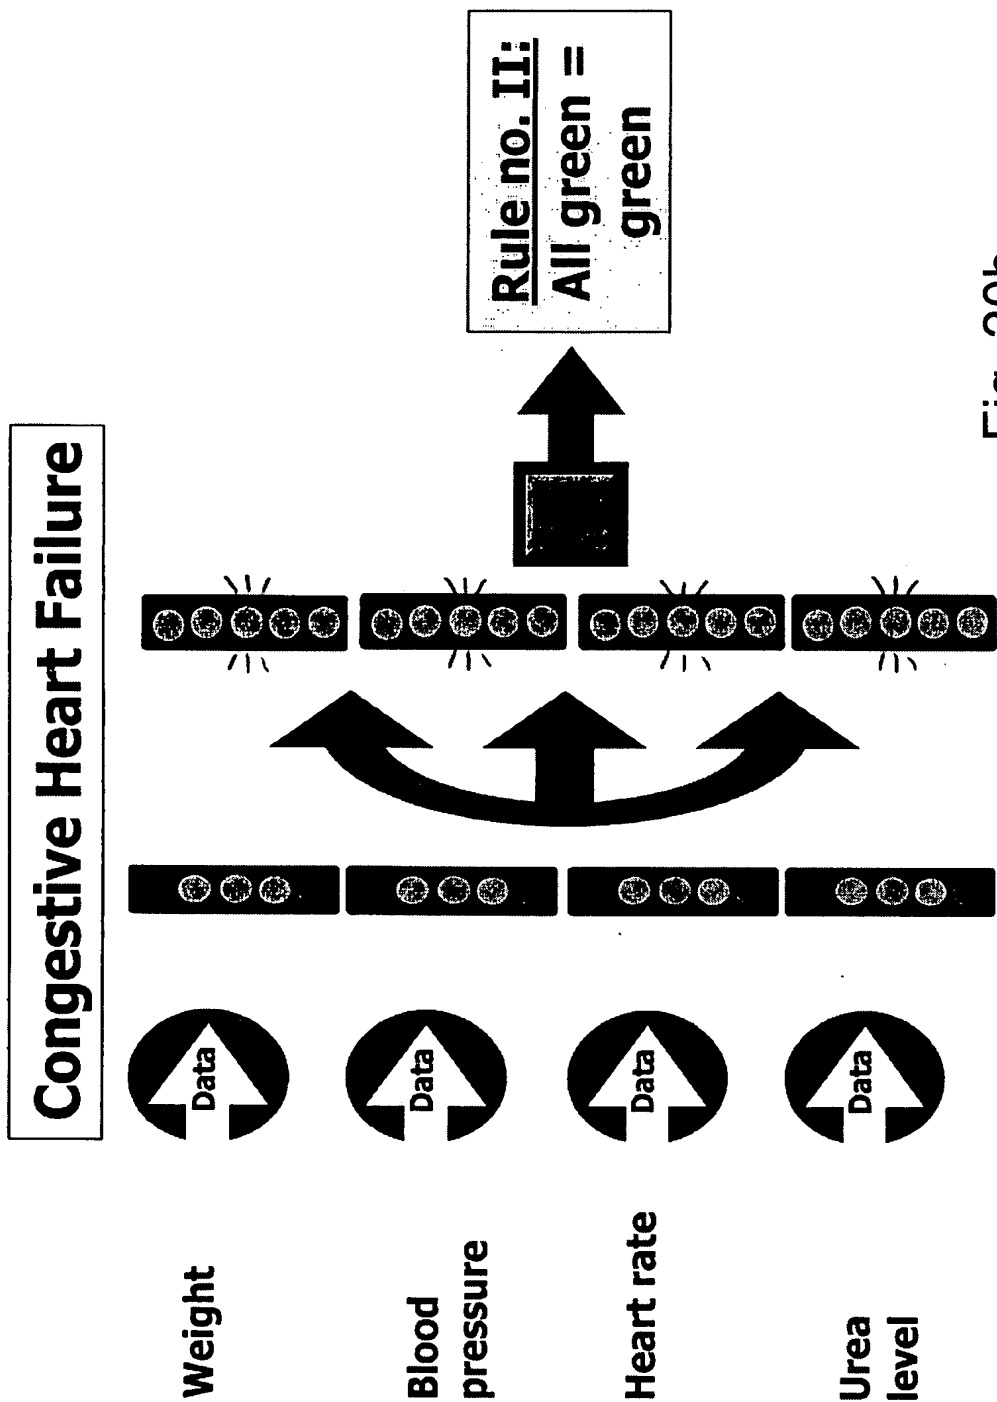 Congestive Heart Failure
Weight
Data
Blood
pressure
Data
Heart rate
Data
Urea
level
Data
Rule no. II:
All green =
green